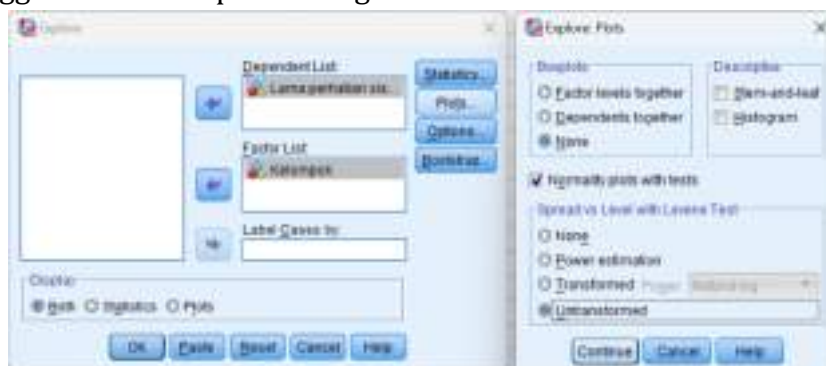 Explore
Dependent List:
Lama perhatian sis...
Factor List:
Kelompok
Label Cases by:
Statistics...
Plots...
Options...
Bootstrap...
Display
Both Statistics Plots
OK Paste Reset Cancel Help
Explore: Plots
Boxplots
Factor levels together
Dependents together
None
Descriptive
Stem-and-leaf
Histogram
Normality plots with tests
Spread vs Level with Levene Test
None
Power estimation
Transformed Power:
Untransformed
Continue Cancel Help